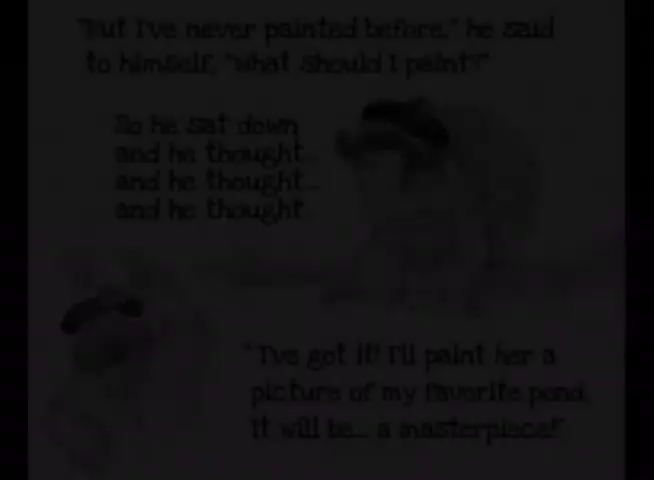 "But I've never painted before," he said
to himself, "what should I paint?"
So he sat down
and he thought...
and he thought...
and he thought
"I've got it! I'll paint her a
picture of my favorite pond.
It will be... a masterpiece!"